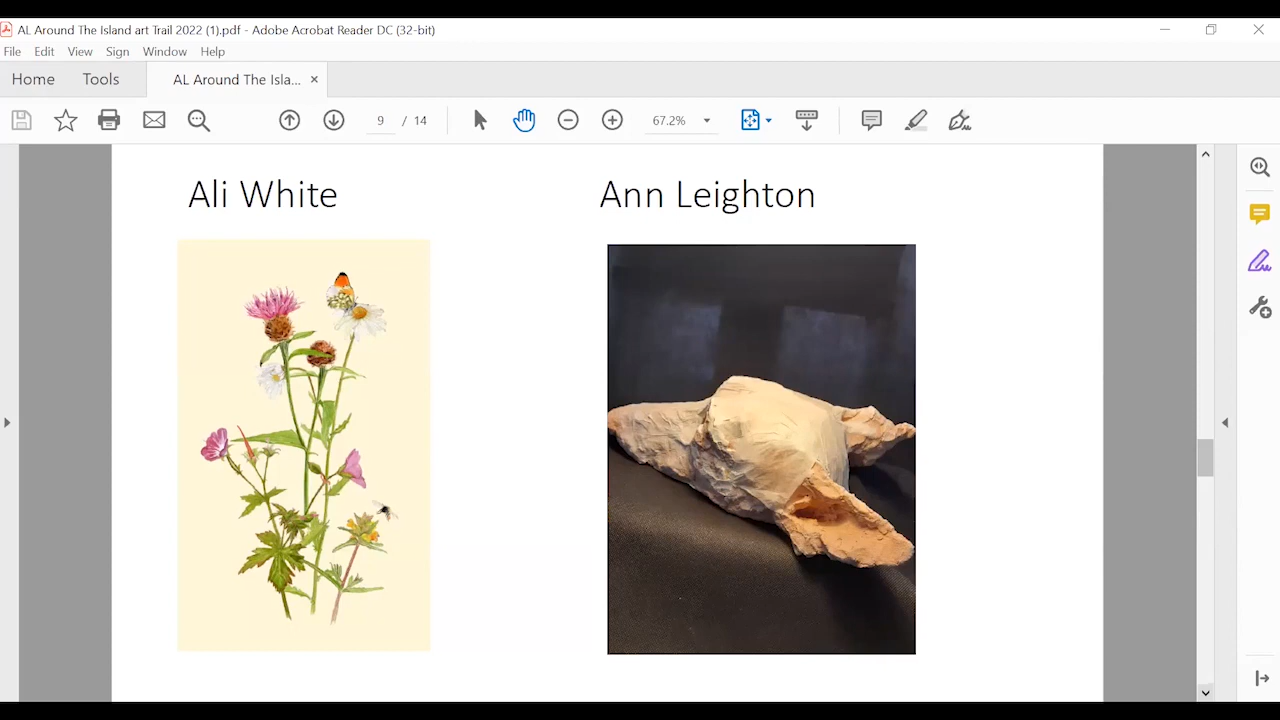 AL Around The Island art Trail 2022 (1).pdf - Adobe Acrobat Reader DC (32-bit)
File Edit View Sign Window Help
Home Tools AL Around The Isla... ×
9 / 14 67.2%
Ali White Ann Leighton